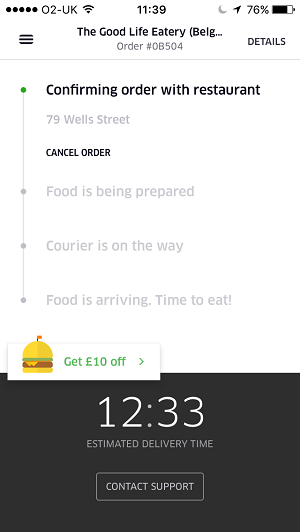 O2-UK 11:39 76%
The Good Life Eatery (Belg...
Order #0B504
DETAILS
Confirming order with restaurant
79 Wells Street
CANCEL ORDER
Food is being prepared
Courier is on the way
Food is arriving. Time to eat!
Get £10 off
12:33
ESTIMATED DELIVERY TIME
CONTACT SUPPORT